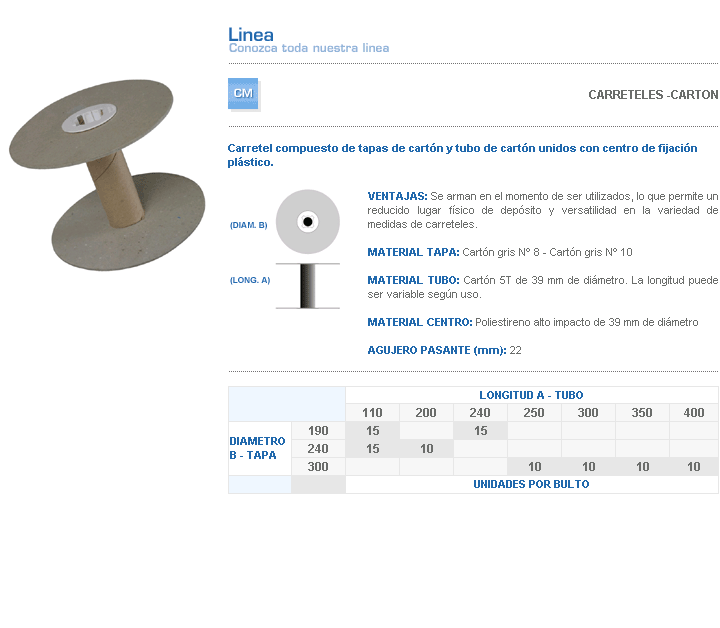 Linea
Conozca toda nuestra linea
CM
CARRETELES -CARTON
Carretel compuesto de tapas de cartón y tubo de cartón unidos con centro de fijación
plástico.
VENTAJAS: Se arman en el momento de ser utilizados, lo que permite un
reducido lugar físico de depósito y versatilidad en la variedad de
medidas de carreteles.
(DIAM. B)
MATERIAL TAPA: Cartón gris Nº 8 - Cartón gris Nº 10
(LONG. A)
MATERIAL TUBO: Cartón 5T de 39 mm de diámetro. La longitud puede
ser variable según uso.
MATERIAL CENTRO: Poliestireno alto impacto de 39 mm de diámetro
AGUJERO PASANTE (mm): 22
LONGITUD A - TUBO
110 200 240 250 300 350 400
DIAMETRO
B - TAPA
190 15 15
240 15 10
300 10 10 10 10
UNIDADES POR BULTO